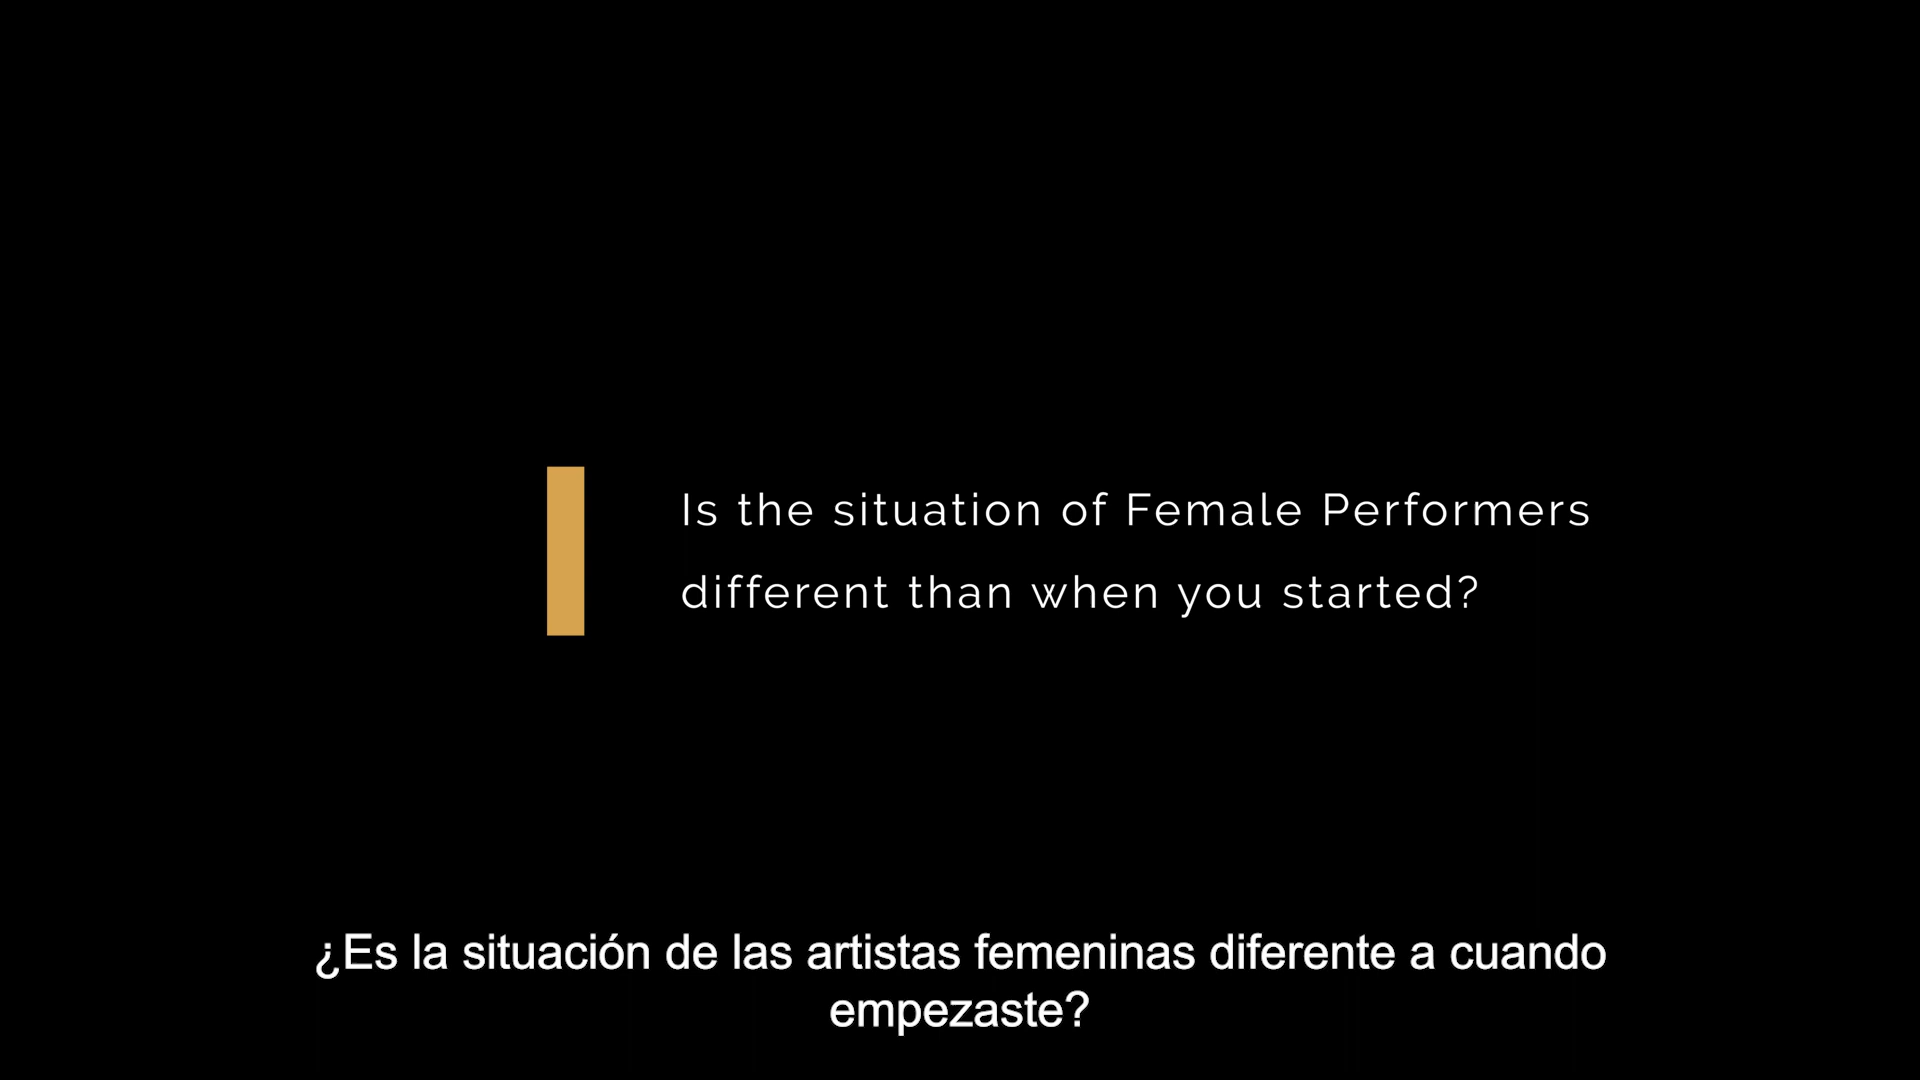 Is the situation of Female Performers
different than when you started?
¿Es la situación de las artistas femeninas diferente a cuando
empezaste?